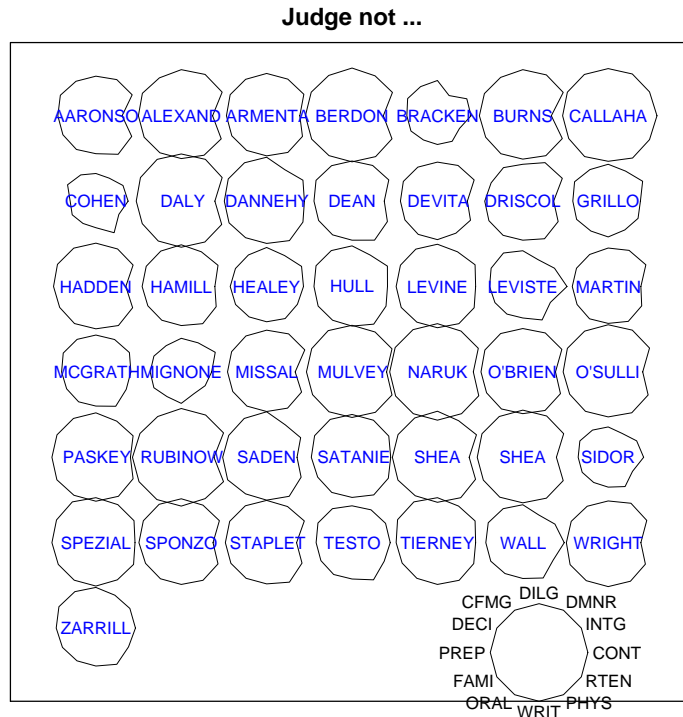 Judge not ...
AARONSO ALEXAND ARMENTA BERDON BRACKEN BURNS CALLAHA
COHEN DALY DANNEHY DEAN DEVITA DRISCOL GRILLO
HADDEN HAMILL HEALEY HULL LEVINE LEVISTE MARTIN
MCGRATH MIGNONE MISSAL MULVEY NARUK O'BRIEN O'SULLI
PASKEY RUBINOW SADEN SATANIE SHEA SHEA SIDOR
SPEZIAL SPONZO STAPLET TESTO TIERNEY WALL WRIGHT
ZARRILL
DILG
CFMG DMNR
DECI INTG
PREP CONT
FAMI RTEN
ORAL PHYS
WRIT